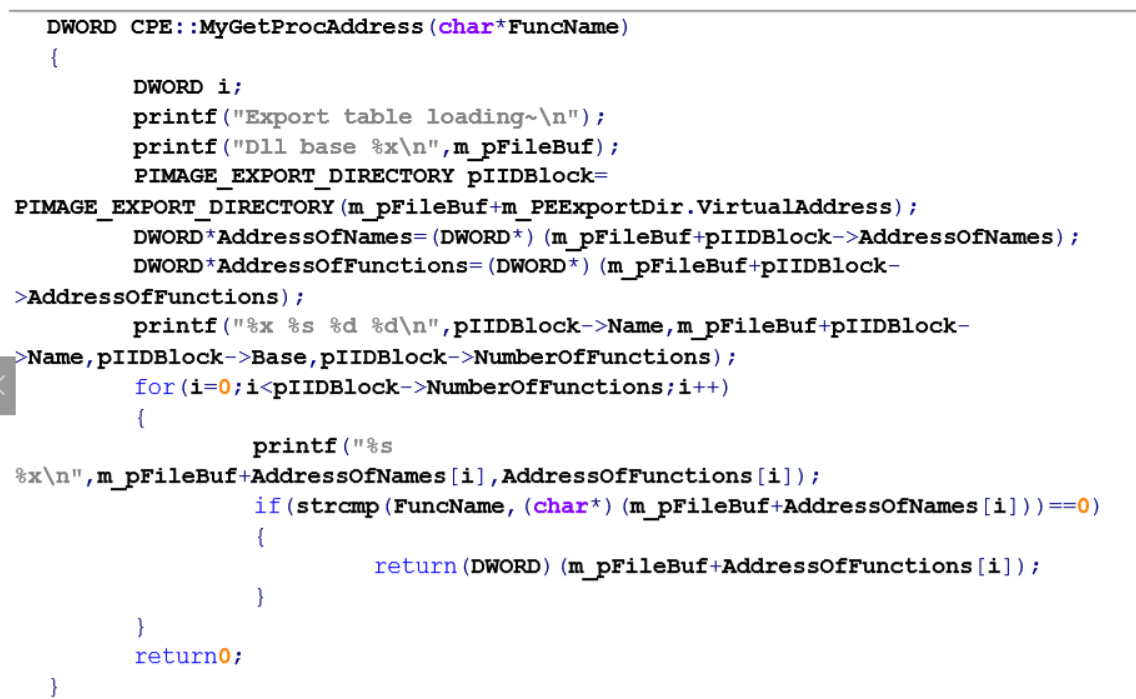 DWORD CPE::MyGetProcAddress(char*FuncName)
{
DWORD i;
printf("Export table loading~\n");
printf("Dll base %x\n",m_pFileBuf);
PIMAGE_EXPORT_DIRECTORY pIIDBlock=
PIMAGE_EXPORT_DIRECTORY(m_pFileBuf+m_PEExportDir.VirtualAddress);
DWORD*AddressOfNames=(DWORD*)(m_pFileBuf+pIIDBlock->AddressOfNames);
DWORD*AddressOfFunctions=(DWORD*)(m_pFileBuf+pIIDBlock-
>AddressOfFunctions);
printf("%x %s %d %d\n",pIIDBlock->Name,m_pFileBuf+pIIDBlock-
>Name,pIIDBlock->Base,pIIDBlock->NumberOfFunctions);
for(i=0;i<pIIDBlock->NumberOfFunctions;i++)
{
printf("%s
%x\n",m_pFileBuf+AddressOfNames[i],AddressOfFunctions[i]);
if(strcmp(FuncName,(char*)(m_pFileBuf+AddressOfNames[i]))==0)
{
return(DWORD)(m_pFileBuf+AddressOfFunctions[i]);
}
}
return0;
}